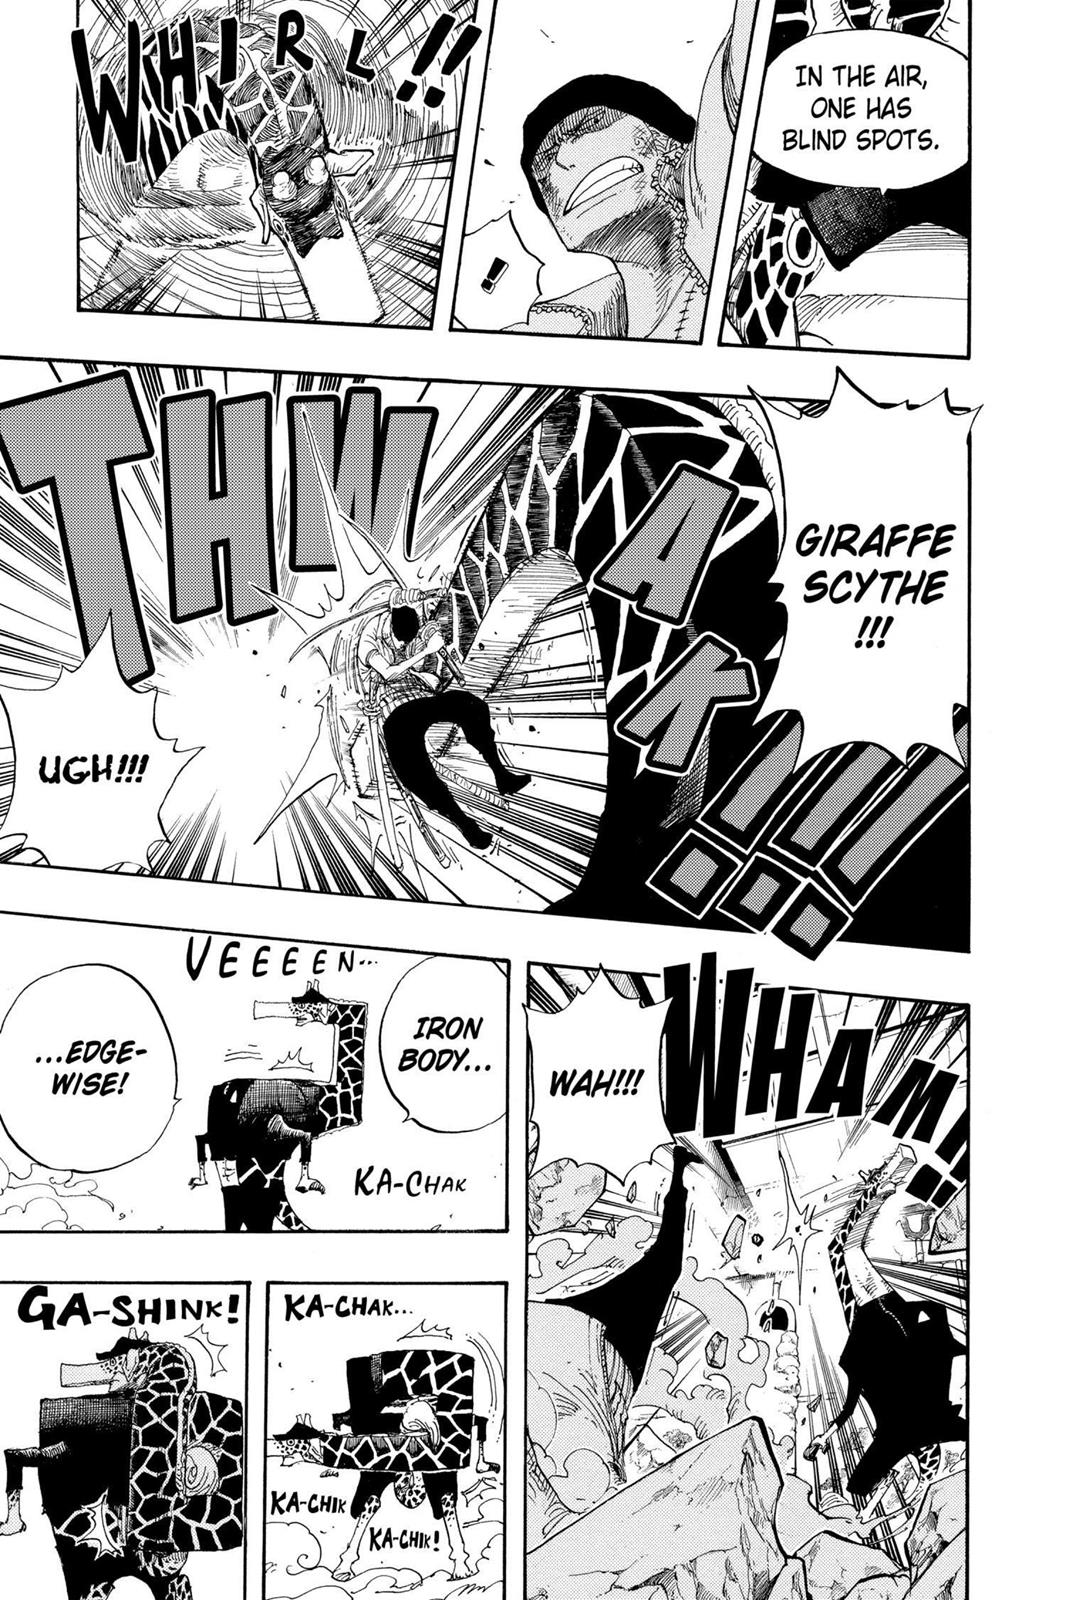 IN THE AIR,
ONE HAS
BLIND SPOTS.
!
WHIRL!!
GIRAFFE
SCYTHE
!!!
THWAK!!!
UGH!!!
WHAM!!
WAH!!!
IRON
BODY...
VEEEEN...
...EDGE-
WISE!
KA-CHAK
KA-CHAK...
KA-CHIK
KA-CHIK!
GA-SHINK!